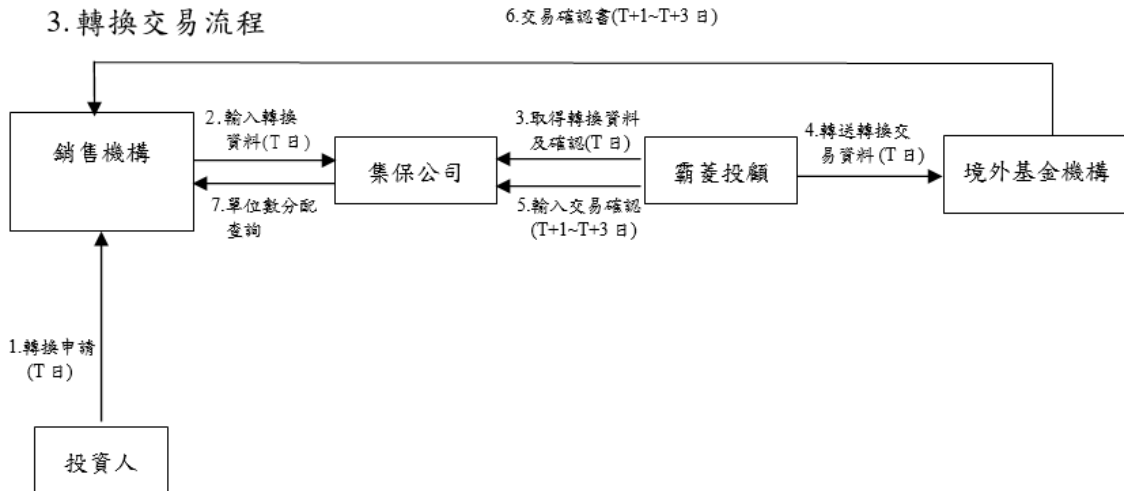 3.轉換交易流程
6.交易確認書(T+1~T+3 日)
銷售機構
2.輸入轉換
資料(T 日)
集保公司
3.取得轉換資料
及確認(T 日)
霸菱投顧
4.轉送轉換交
易資料 (T 日)
境外基金機構
7.單位數分配
查詢
5.輸入交易確認
(T+1~T+3 日)
1.轉換申請
(T 日)
投資人